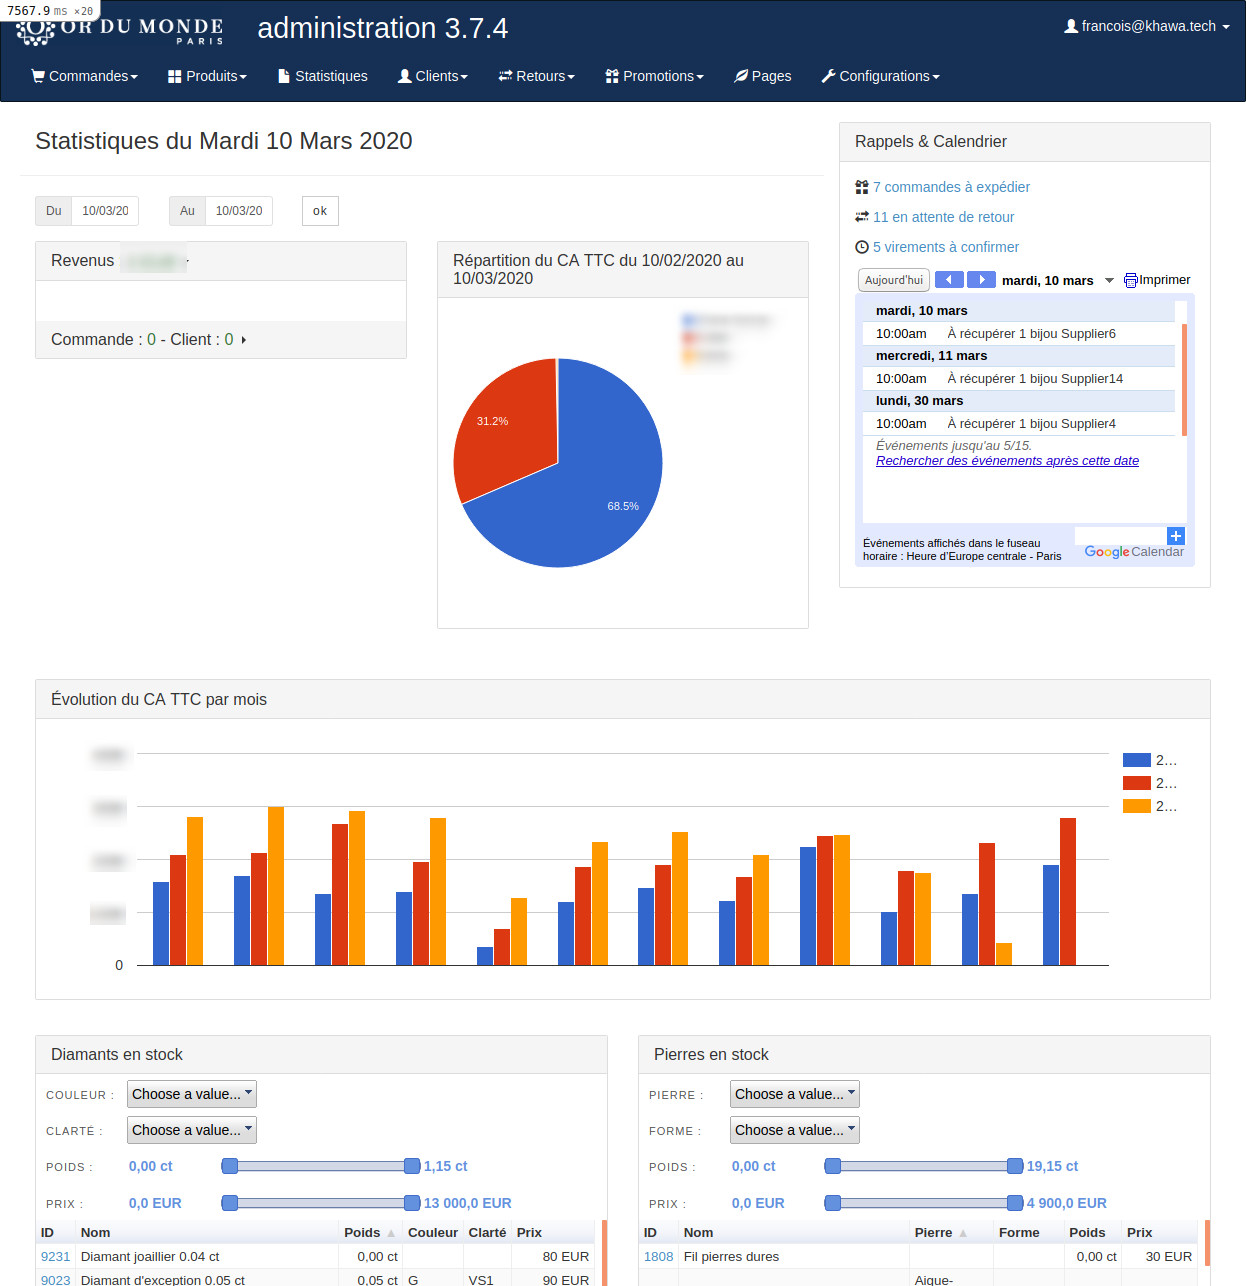 7567.9 ms ×20
OR DU MONDE
PARIS
administration 3.7.4
francois@khawa.tech
Commandes
Produits
Statistiques
Clients
Retours
Promotions
Pages
Configurations
Statistiques du Mardi 10 Mars 2020
Du 10/03/20
Au 10/03/20
ok
Revenus
Commande : 0 - Client : 0
Répartition du CA TTC du 10/02/2020 au
10/03/2020
31.2%
68.5%
Rappels & Calendrier
7 commandes à expédier
11 en attente de retour
5 virements à confirmer
Aujourd'hui
mardi, 10 mars
Imprimer
mardi, 10 mars
10:00am À récupérer 1 bijou Supplier6
mercredi, 11 mars
10:00am À récupérer 1 bijou Supplier14
lundi, 30 mars
10:00am À récupérer 1 bijou Supplier4
Événements jusqu'au 5/15.
Rechercher des événements après cette date
Événements affichés dans le fuseau
horaire : Heure d'Europe centrale - Paris
Google Calendar
Évolution du CA TTC par mois
0
2...
2...
2...
Diamants en stock
COULEUR : Choose a value...
CLARTÉ : Choose a value...
POIDS : 0,00 ct 1,15 ct
PRIX : 0,0 EUR 13 000,0 EUR
ID Nom Poids Couleur Clarté Prix
9231 Diamant joaillier 0.04 ct 0,00 ct 80 EUR
9023 Diamant d'exception 0.05 ct 0,05 ct G VS1 90 EUR
Pierres en stock
PIERRE : Choose a value...
FORME : Choose a value...
POIDS : 0,00 ct 19,15 ct
PRIX : 0,0 EUR 4 900,0 EUR
ID Nom Pierre Forme Poids Prix
1808 Fil pierres dures 0,00 ct 30 EUR
Aigue-